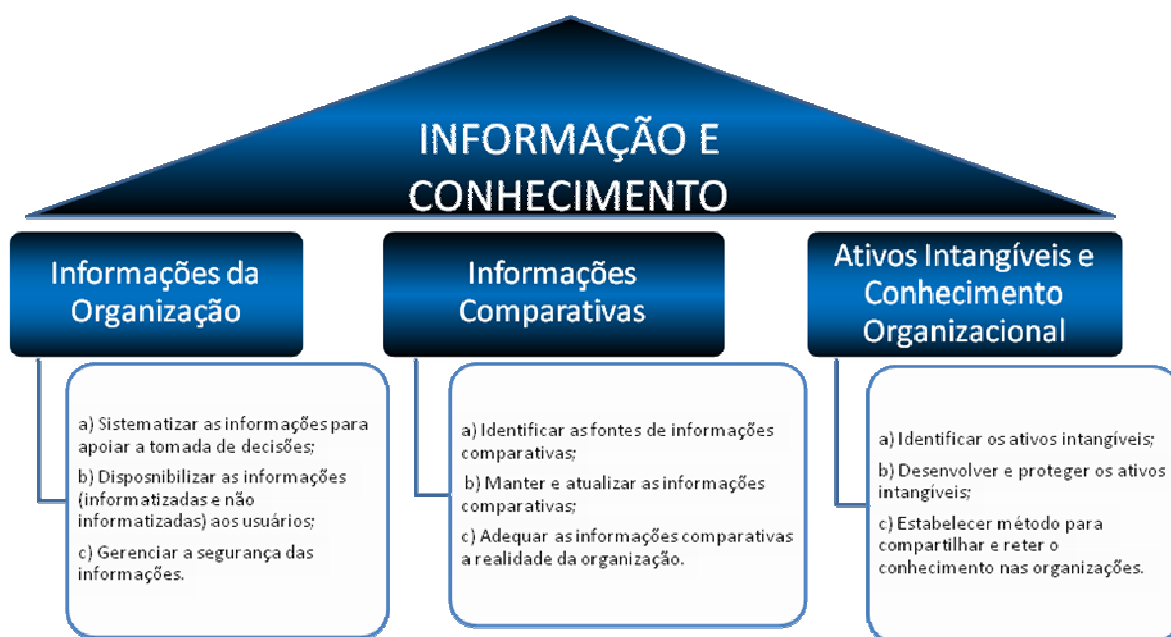 INFORMAÇÃO E
CONHECIMENTO
Informações da
Organização
a) Sistematizar as informações para
apoiar a tomada de decisões;
b) Disposnibilizar as informações
(informatizadas e não
informatizadas) aos usuários;
c) Gerenciar a segurança das
informações.
Informações
Comparativas
a) Identificar as fontes de informações
comparativas;
b) Manter e atualizar as informações
comparativas;
c) Adequar as informações comparativas
a realidade da organização.
Ativos Intangíveis e
Conhecimento
Organizacional
a) Identificar os ativos intangíveis;
b) Desenvolver e proteger os ativos
intangíveis;
c) Estabelecer método para
compartilhar e reter o
conhecimento nas organizações.